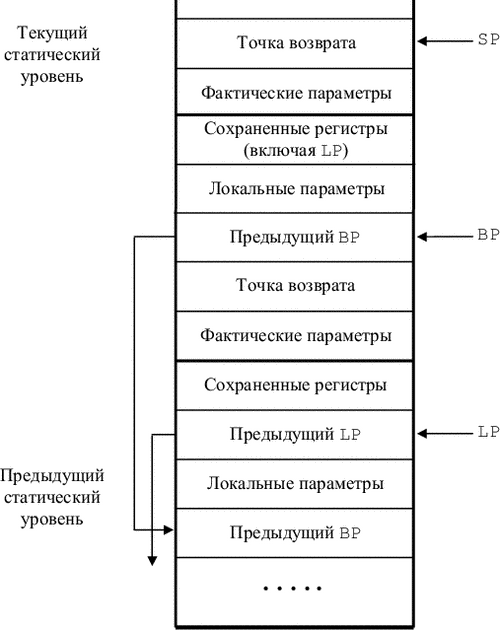 Текущий
статический
уровень
Точка возврата
SP
Фактические параметры
Сохраненные регистры
(включая LP)
Локальные параметры
Предыдущий BP
BP
Точка возврата
Фактические параметры
Сохраненные регистры
Предыдущий LP
LP
Предыдущий
статический
уровень
Локальные параметры
Предыдущий BP
.....